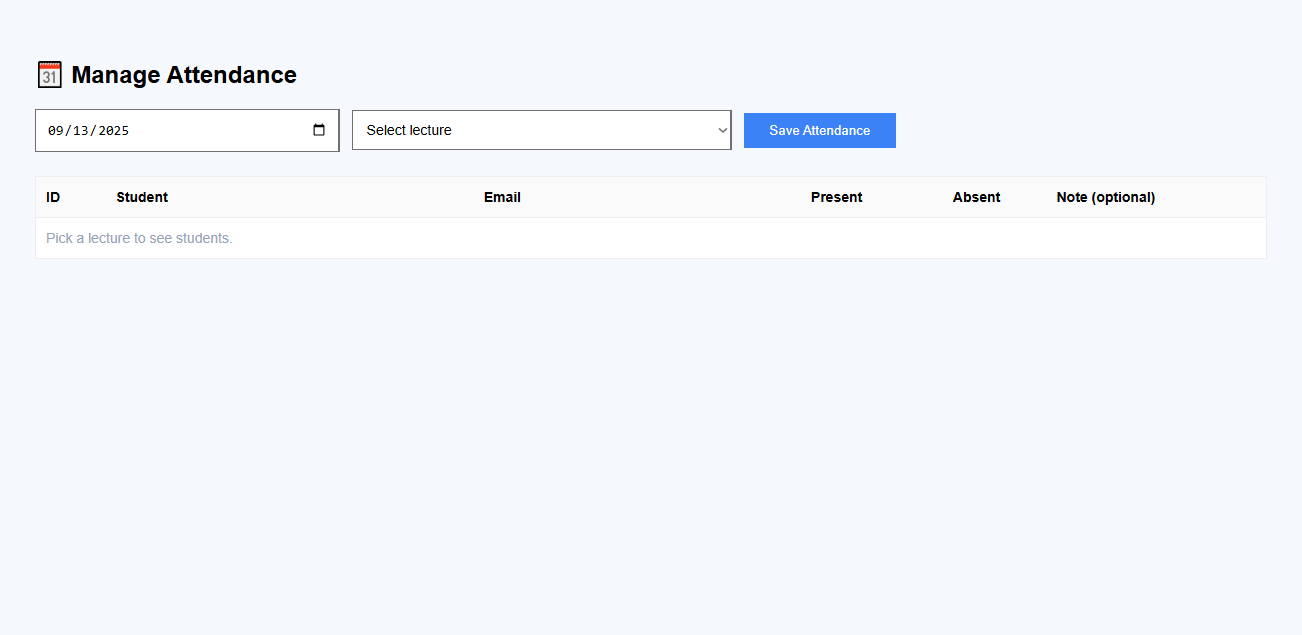 31 Manage Attendance
09/13/2025 Select lecture Save Attendance
ID Student Email Present Absent Note (optional)
Pick a lecture to see students.